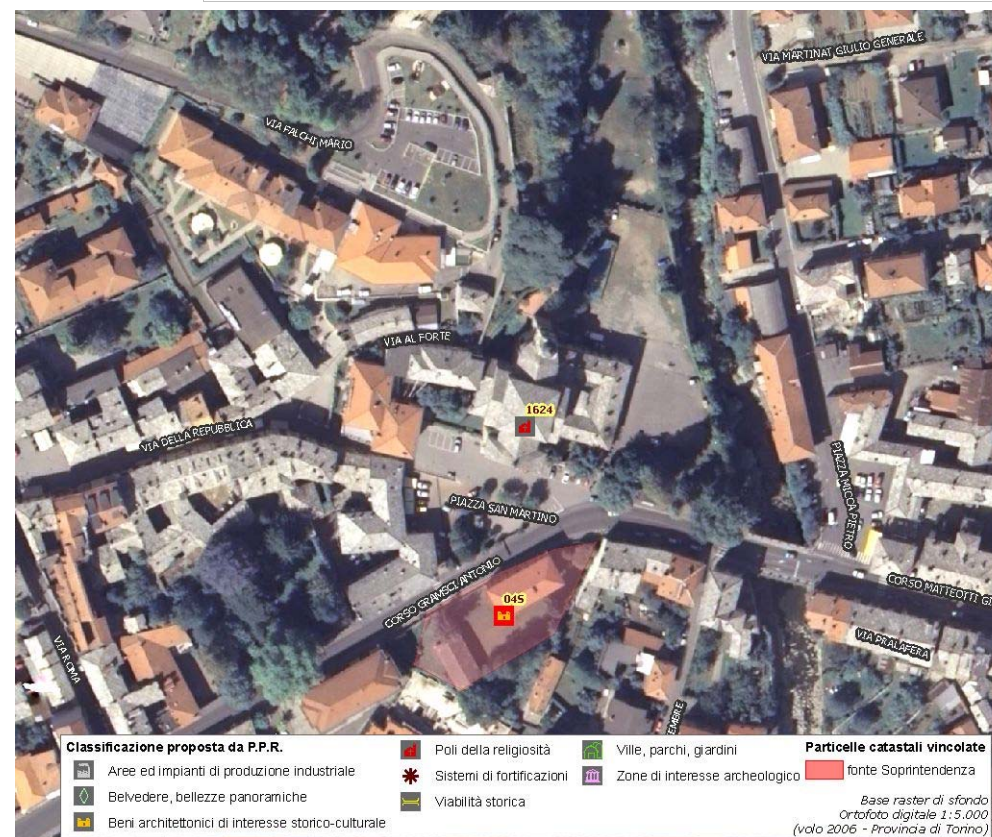 VIA MARTINAT GIULIO GENERALE
VIA FALCHI MARIO
VIA AL FORTE
1624
VIA DELLA REPUBBLICA
PIAZZA MICCA PIETRO
PIAZZA SAN MARTINO
CORSO GRAMSCI ANTONIO
CORSO MATTEOTTI GI
04S
VIA PRALAFERA
VIA ROMA
EMBRE
Classificazione proposta da P.P.R.
Aree ed impianti di produzione industriale
Belvedere, bellezze panoramiche
Beni architettonici di interesse storico-culturale
Poli della religiosità
Sistemi di fortificazioni
Viabilità storica
Ville, parchi, giardini
Zone di interesse archeologico
Particelle catastali vincolate
fonte Soprintendenza
Base raster di sfondo
Ortofoto digitale 1:5.000
(volo 2006 - Provincia di Torino)